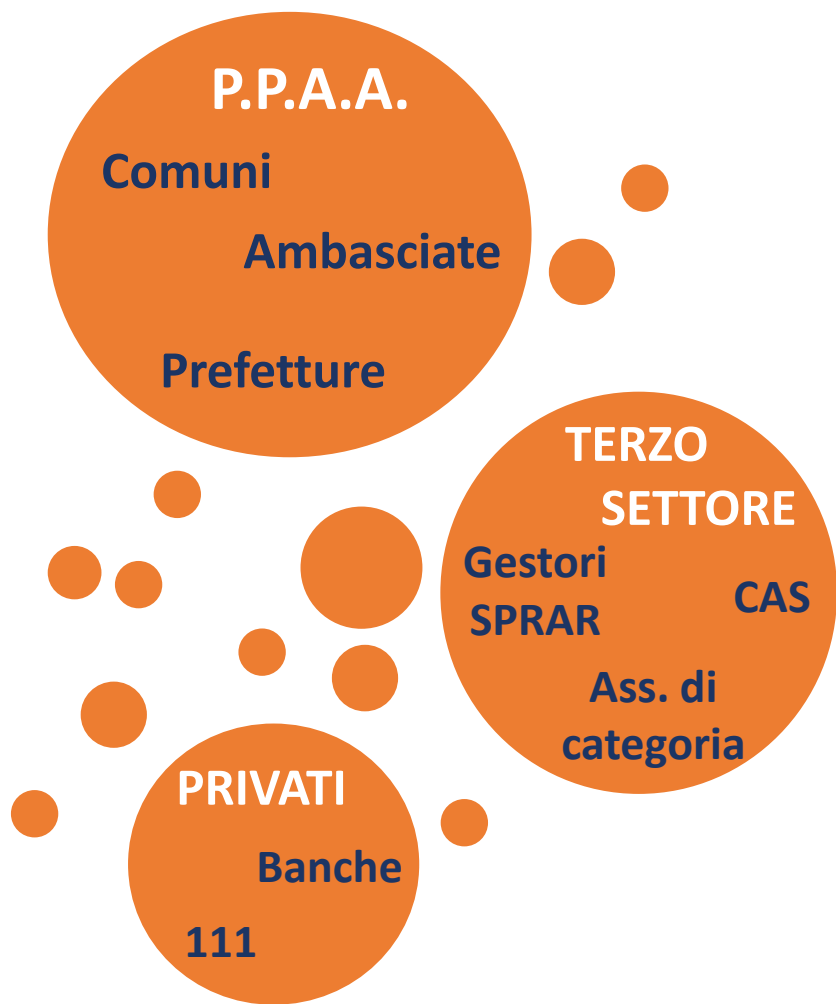 P.P.A.A.
Comuni
Ambasciate
Prefetture
TERZO
SETTORE
Gestori
SPRAR
CAS
Ass. di
categoria
PRIVATI
Banche
111